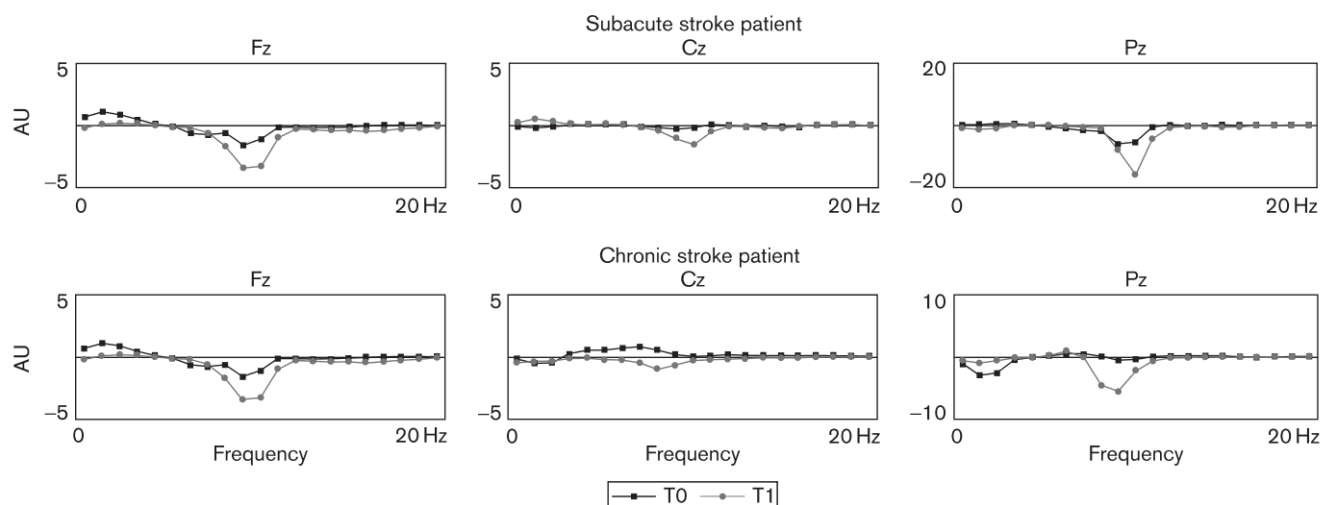 Subacute stroke patient
Fz Cz Pz
5 5 20
AU
−5 −5 −20
0 20 Hz 0 20 Hz 0 20 Hz
Chronic stroke patient
Fz Cz Pz
5 5 10
AU
−5 −5 −10
0 20 Hz 0 20 Hz 0 20 Hz
Frequency Frequency Frequency
T0 T1